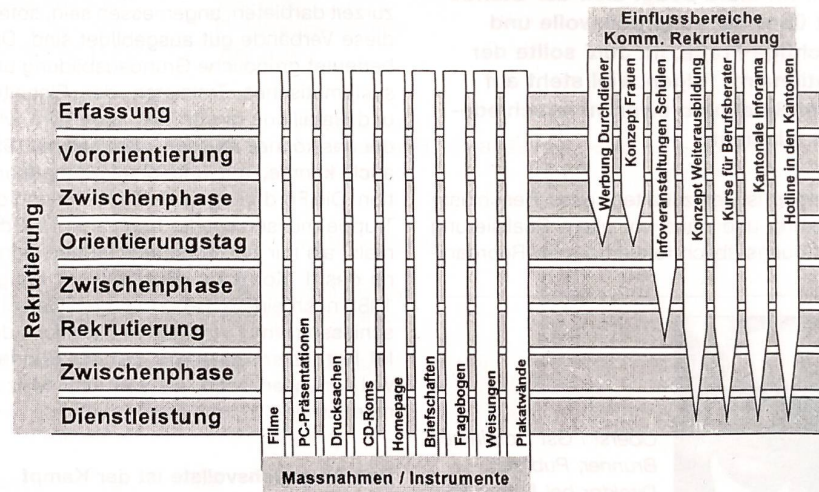 Einflussbereiche
Komm. Rekrutierung
Rekrutierung
Erfassung
Vororientierung
Zwischenphase
Orientierungstag
Zwischenphase
Rekrutierung
Zwischenphase
Dienstleistung
Filme
PC-Präsentationen
Drucksachen
CD-Roms
Homepage
Briefschaften
Fragebogen
Weisungen
Plakatwände
Werbung Durchdiener
Konzept Frauen
Infoveranstaltungen Schulen
Konzept Weiterausbildung
Kurse für Berufsberater
Kantonale Inforama
Hotline in den Kantonen
Massnahmen / Instrumente